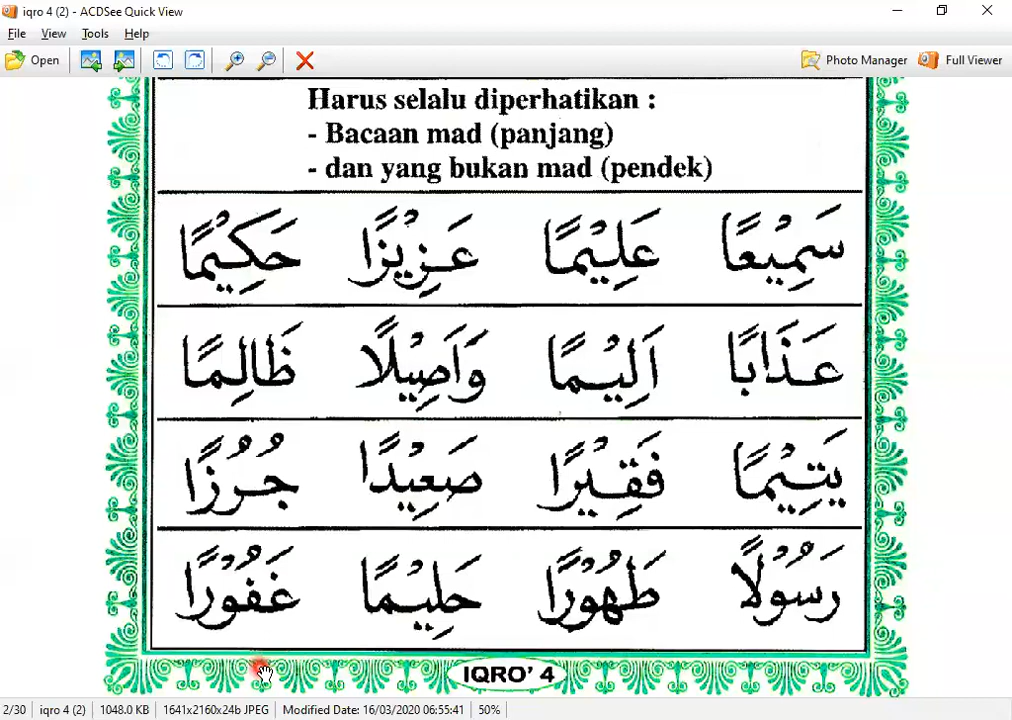 iqro 4 (2) - ACDSee Quick View
File View Tools Help
Open Photo Manager Full Viewer
Harus selalu diperhatikan :
- Bacaan mad (panjang)
- dan yang bukan mad (pendek)
سَمِيْعًا عَلِيْمًا عَزِيْزًا حَكِيْمًا
عَذَابًا اَلِيْمًا وَاَصِيْلًا ظَالِمًا
يَتِيْمًا فَقِيْرًا صَعِيْدًا جُرُزًا
رَسُوْلًا طَهُوْرًا حَلِيْمًا غَفُوْرًا
IQRO' 4
2/30 iqro 4 (2) 1048.0 KB 1641x2160x24b JPEG Modified Date: 16/03/2020 06:55:41 50%